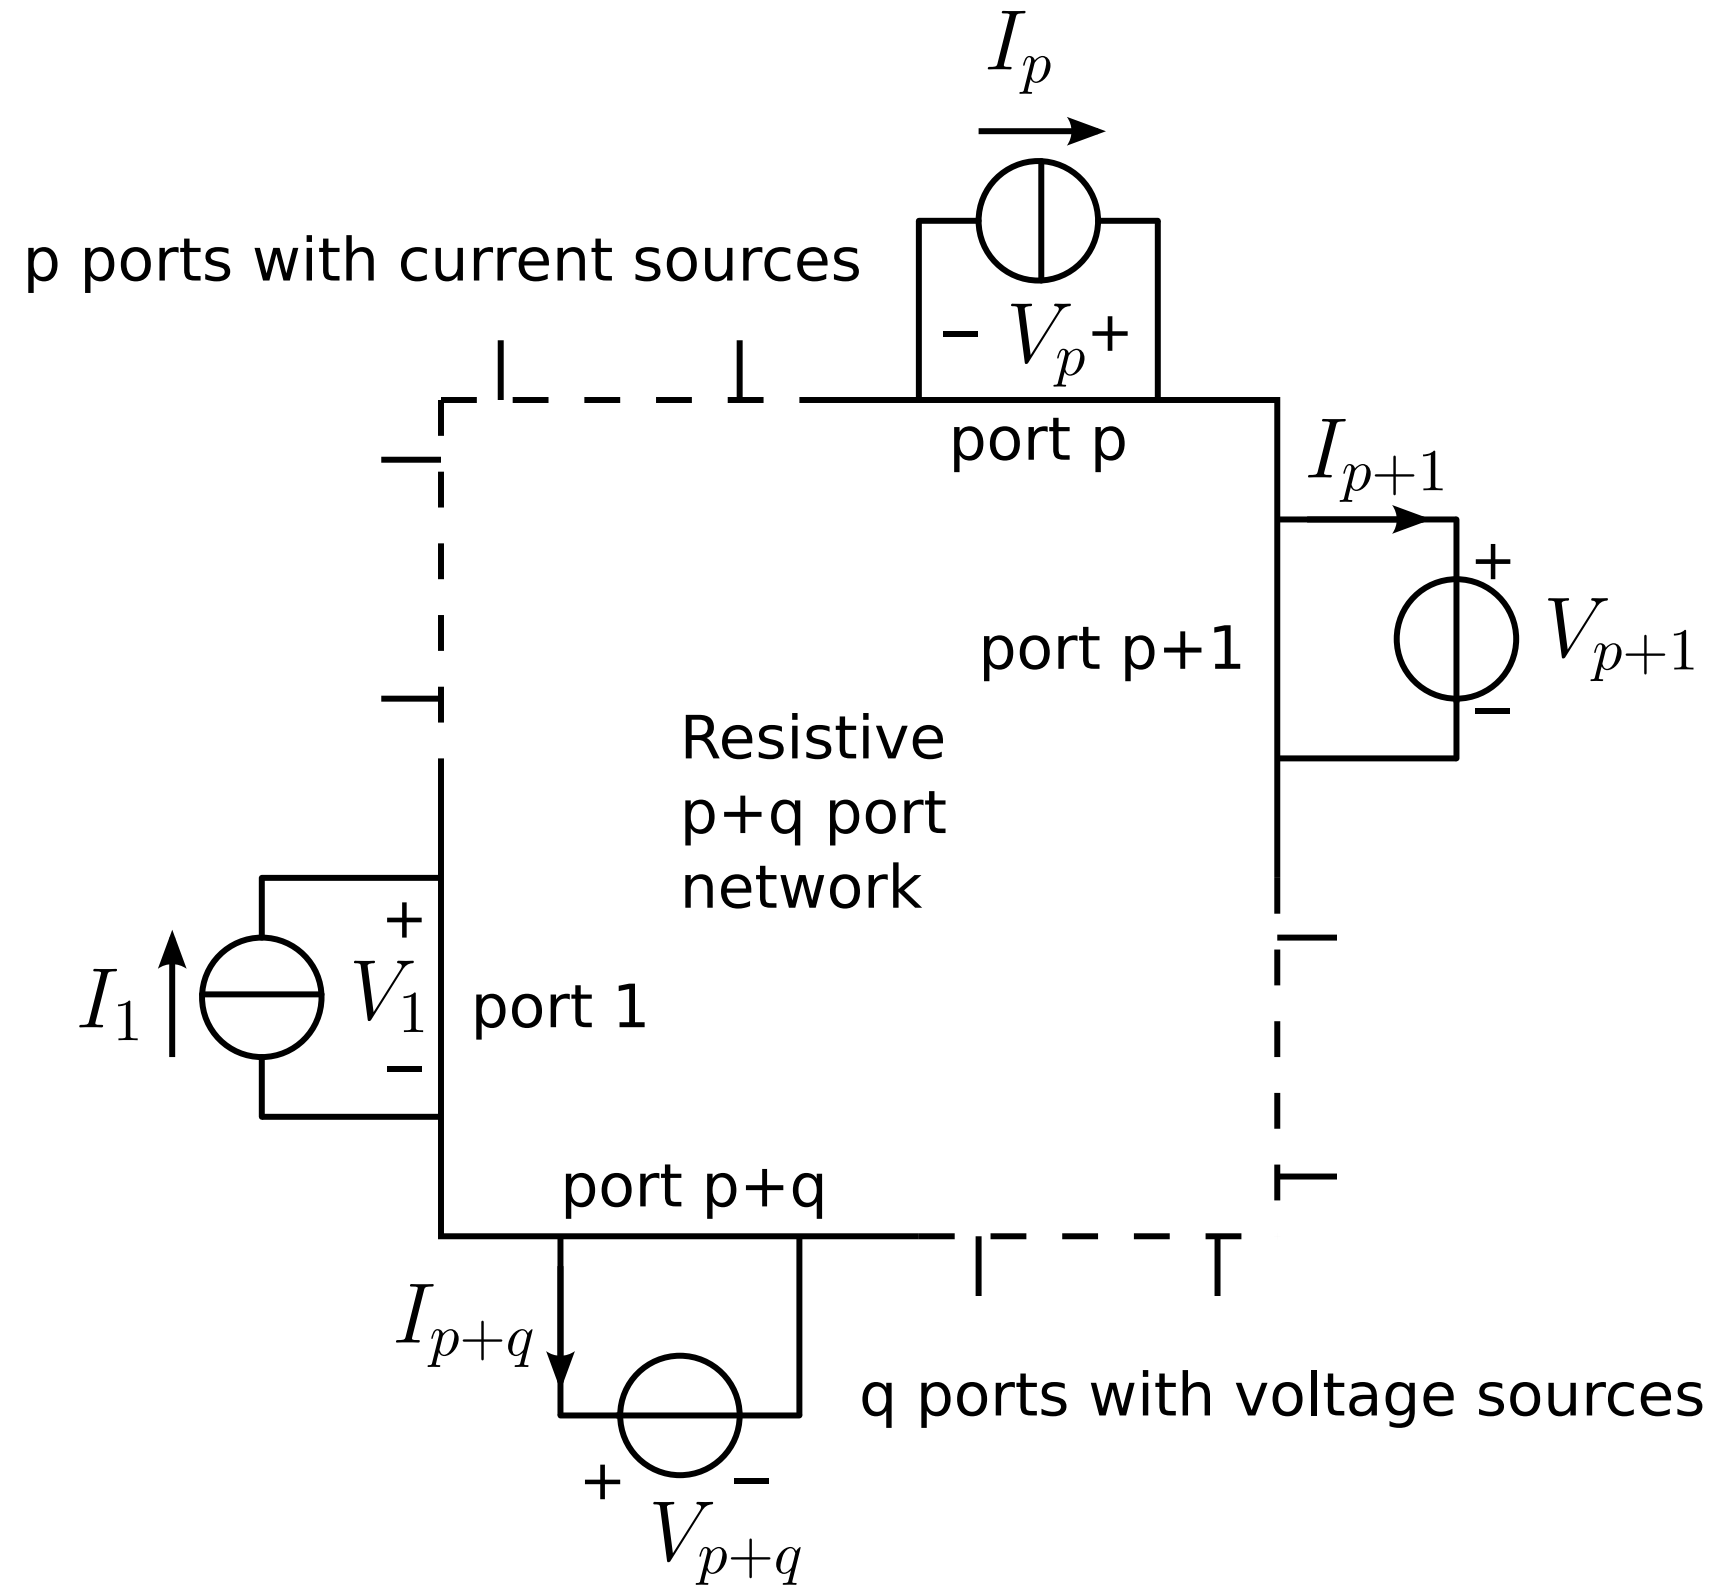 I_p
p ports with current sources
− V_p +
port p
I_{p+1}
+
port p+1
V_{p+1}
−
Resistive
p+q port
network
+
I_1
V_1
port 1
−
port p+q
I_{p+q}
q ports with voltage sources
+ −
V_{p+q}